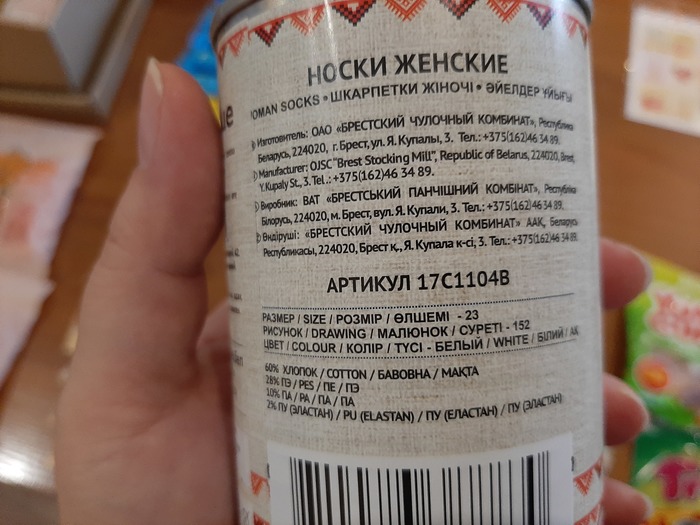 НОСКИ ЖЕНСКИЕ
OMAN SOCKS • ШКАРПЕТКИ ЖІНОЧІ • ӘЙЕЛДЕР ҰЙЫҒЫ
Изготовитель: ОАО «БРЕСТСКИЙ ЧУЛОЧНЫЙ КОМБИНАТ», Республика
Беларусь, 224020, г. Брест, ул. Я. Купалы, 3. Тел.: +375(162)46 34 89.
Manufacturer: OJSC "Brest Stocking Mill", Republic of Belarus, 224020, Brest,
Y.Kupaly St., 3. Tel.: +375(162)46 34 89.
Виробник: ВАТ «БРЕСТСЬКИЙ ПАНЧІШНИЙ КОМБІНАТ», Республіка
Білорусь, 224020, м. Брест, вул. Я. Купали, 3. Тел.: +375(162)46 34 89.
Өндіруші: «БРЕСТСКИЙ ЧУЛОЧНЫЙ КОМБИНАТ» ААҚ, Беларусь
Республикасы, 224020, Брест қ., Я. Купала к-сі, 3. Тел.: +375(162)46 34 89.
АРТИКУЛ 17С1104В
РАЗМЕР / SIZE / РОЗМІР / ӨЛШЕМІ - 23
РИСУНОК / DRAWING / МАЛЮНОК / СУРЕТІ - 152
ЦВЕТ / COLOUR / КОЛІР / ТҮСІ - БЕЛЫЙ / WHITE / БІЛИЙ / АҚ
60% ХЛОПОК / COTTON / БАВОВНА / МАҚТА
28% ПЭ / PES / ПЕ / ПЭ
10% ПА / PA / ПА / ПА
2% ПУ (ЭЛАСТАН) / PU (ELASTAN) / ПУ (ЕЛАСТАН) / ПУ (ЭЛАСТАН)